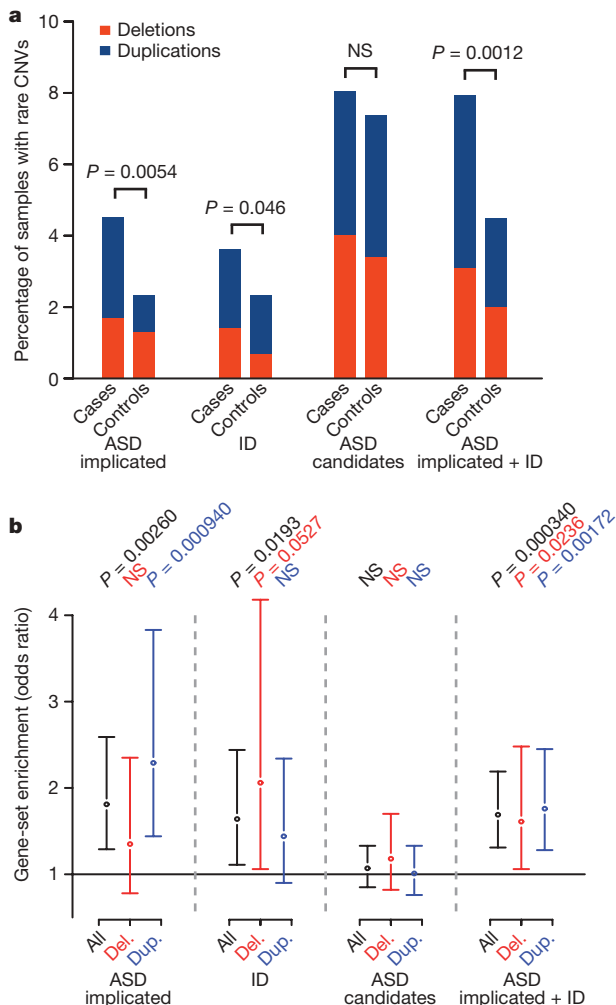 a
10
8
6
4
2
0
Percentage of samples with rare CNVs
Deletions
Duplications
P = 0.0054
P = 0.046
NS
P = 0.0012
Cases
Controls
Cases
Controls
Cases
Controls
Cases
Controls
ASD
implicated
ID
ASD
candidates
ASD
implicated + ID
b
P = 0.00260
NS
P = 0.000940
P = 0.0193
P = 0.0527
NS
NS
NS
NS
P = 0.000340
P = 0.0236
P = 0.00172
4
3
2
1
Gene-set enrichment (odds ratio)
All
Del.
Dup.
All
Del.
Dup.
All
Del.
Dup.
All
Del.
Dup.
ASD
implicated
ID
ASD
candidates
ASD
implicated + ID